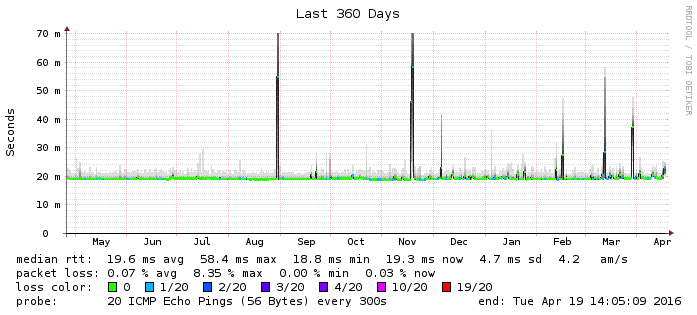 Last 360 Days
RRDTOOL / TOBI OETIKER
Seconds
70 m
60 m
50 m
40 m
30 m
20 m
10 m
0
May Jun Jul Aug Sep Oct Nov Dec Jan Feb Mar Apr
median rtt: 19.6 ms avg 58.4 ms max 18.8 ms min 19.3 ms now 4.7 ms sd 4.2 am/s
packet loss: 0.07 % avg 8.35 % max 0.00 % min 0.03 % now
loss color: 0 1/20 2/20 3/20 4/20 10/20 19/20
probe: 20 ICMP Echo Pings (56 Bytes) every 300s end: Tue Apr 19 14:05:09 2016